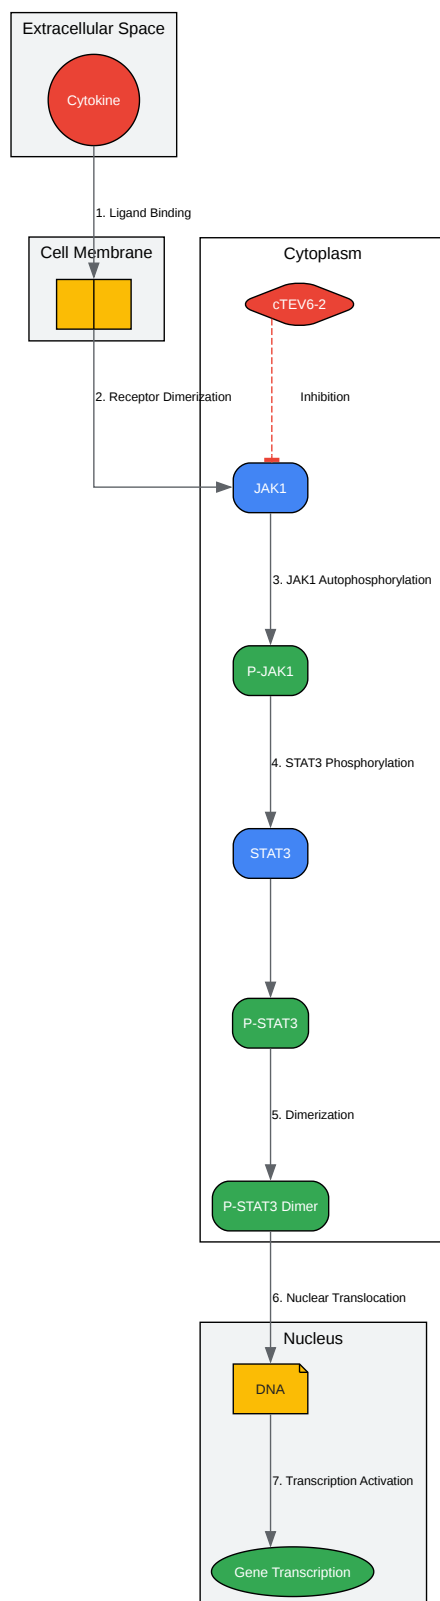 Extracellular Space
Cytokine
1. Ligand Binding
Cell Membrane
Cytoplasm
cTEV6-2
2. Receptor Dimerization
Inhibition
JAK1
3. JAK1 Autophosphorylation
P-JAK1
4. STAT3 Phosphorylation
STAT3
P-STAT3
5. Dimerization
P-STAT3 Dimer
6. Nuclear Translocation
Nucleus
DNA
7. Transcription Activation
Gene Transcription